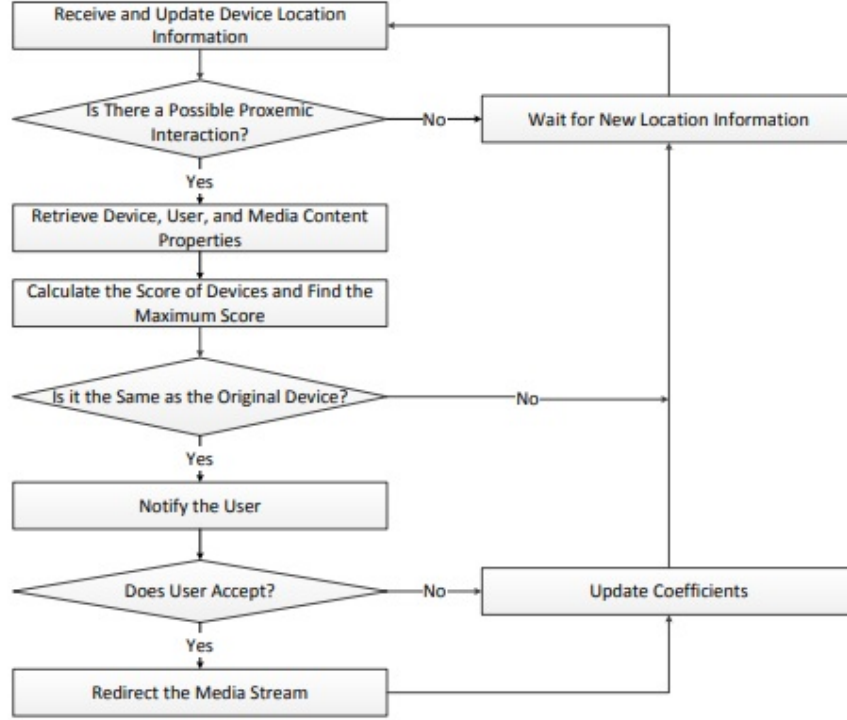 Receive and Update Device Location
Information
Is There a Possible Proxemic
Interaction?
No
Wait for New Location Information
Yes
Retrieve Device, User, and Media Content
Properties
Calculate the Score of Devices and Find the
Maximum Score
Is it the Same as the Original Device?
No
Yes
Notify the User
Does User Accept?
No
Update Coefficients
Yes
Redirect the Media Stream